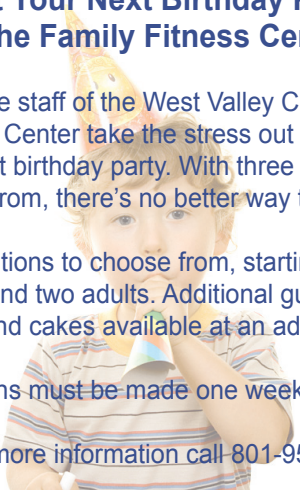 Your Next Birthday
he Family Fitness Cen
e staff of the West Valley C
Center take the stress out
t birthday party. With three
rom, there's no better way t
tions to choose from, startin
nd two adults. Additional gu
nd cakes available at an ad
ns must be made one week
more information call 801-95